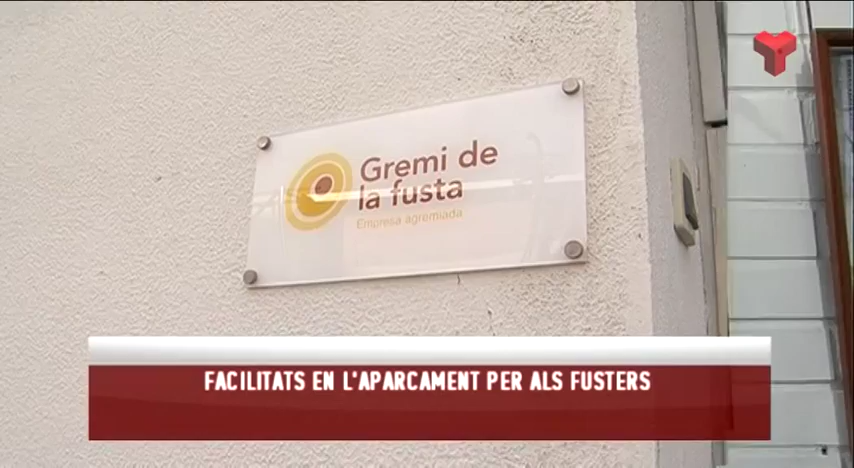 Gremi de
la fusta
Empresa agremiada
FACILITATS EN L'APARCAMENT PER ALS FUSTERS